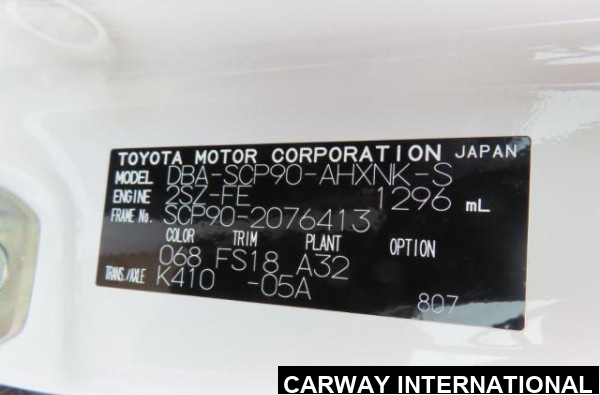 TOYOTA MOTOR CORPORATION JAPAN
MODEL DBA-SCP90-AHXNK-S
ENGINE 2SZ-FE 1296 mL
FRAME No. SCP90-2076413
COLOR TRIM PLANT OPTION
068 FS18 A32
TRANS./AXLE K410 -05A
807
CARWAY INTERNATIONAL